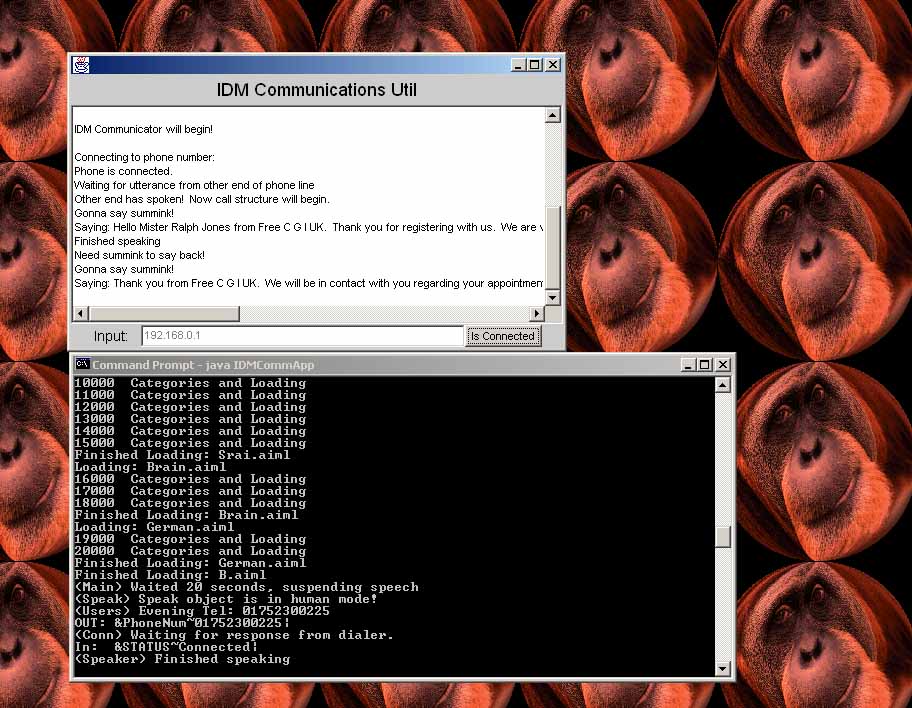 IDM Communications Util
IDM Communicator will begin!
Connecting to phone number:
Phone is connected.
Waiting for utterance from other end of phone line
Other end has spoken!  Now call structure will begin.
Gonna say summink!
Saying: Hello Mister Ralph Jones from Free C G I UK.  Thank you for registering with us.  We are
Finished speaking
Need summink to say back!
Gonna say summink!
Saying: Thank you from Free C G I UK.  We will be in contact with you regarding your appointmen
Input: 192.168.0.1 Is Connected
Command Prompt - java IDMCommApp
10000  Categories and Loading
11000  Categories and Loading
12000  Categories and Loading
13000  Categories and Loading
14000  Categories and Loading
15000  Categories and Loading
Finished Loading: Srai.aiml
Loading: Brain.aiml
16000  Categories and Loading
17000  Categories and Loading
18000  Categories and Loading
Finished Loading: Brain.aiml
Loading: German.aiml
19000  Categories and Loading
20000  Categories and Loading
Finished Loading: German.aiml
Finished Loading: B.aiml
(Main) Waited 20 seconds, suspending speech
(Speak) Speak object is in human mode!
(Users) Evening Tel: 01752300225
OUT: &PhoneNum~01752300225¦
(Conn) Waiting for response from dialer.
In:  &STATUS~Connected¦
(Speaker) Finished speaking